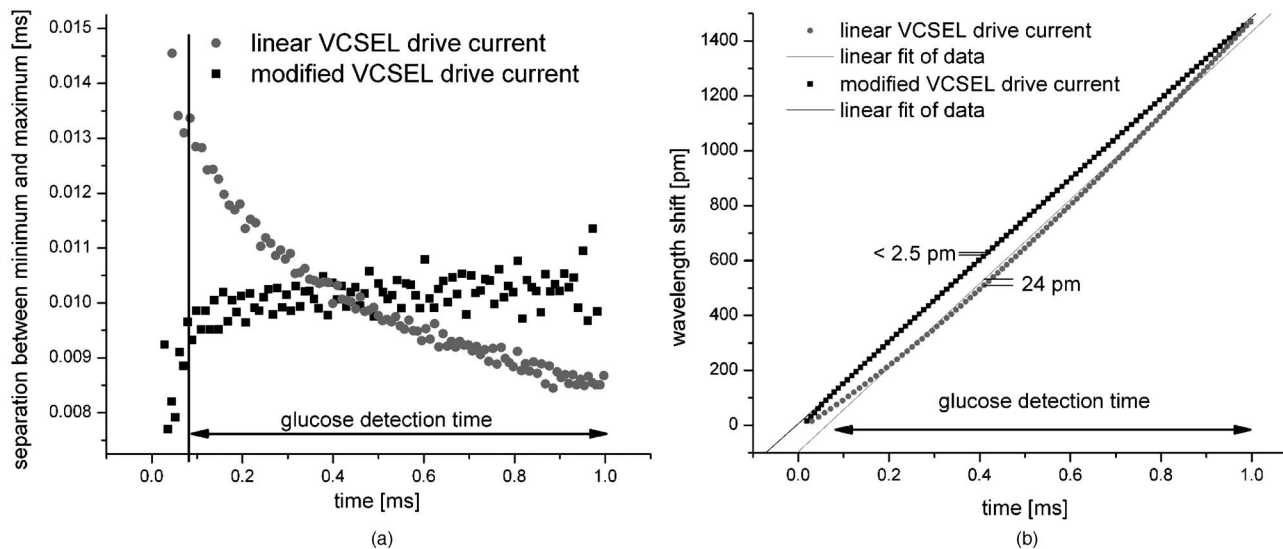 separation between minimum and maximum [ms]
0.015
0.014
0.013
0.012
0.011
0.010
0.009
0.008
linear VCSEL drive current
modified VCSEL drive current
glucose detection time
0.0 0.2 0.4 0.6 0.8 1.0
time [ms]
(a)
wavelength shift [pm]
1400
1200
1000
800
600
400
200
0
linear VCSEL drive current
linear fit of data
modified VCSEL drive current
linear fit of data
< 2.5 pm
24 pm
glucose detection time
0.0 0.2 0.4 0.6 0.8 1.0
time [ms]
(b)